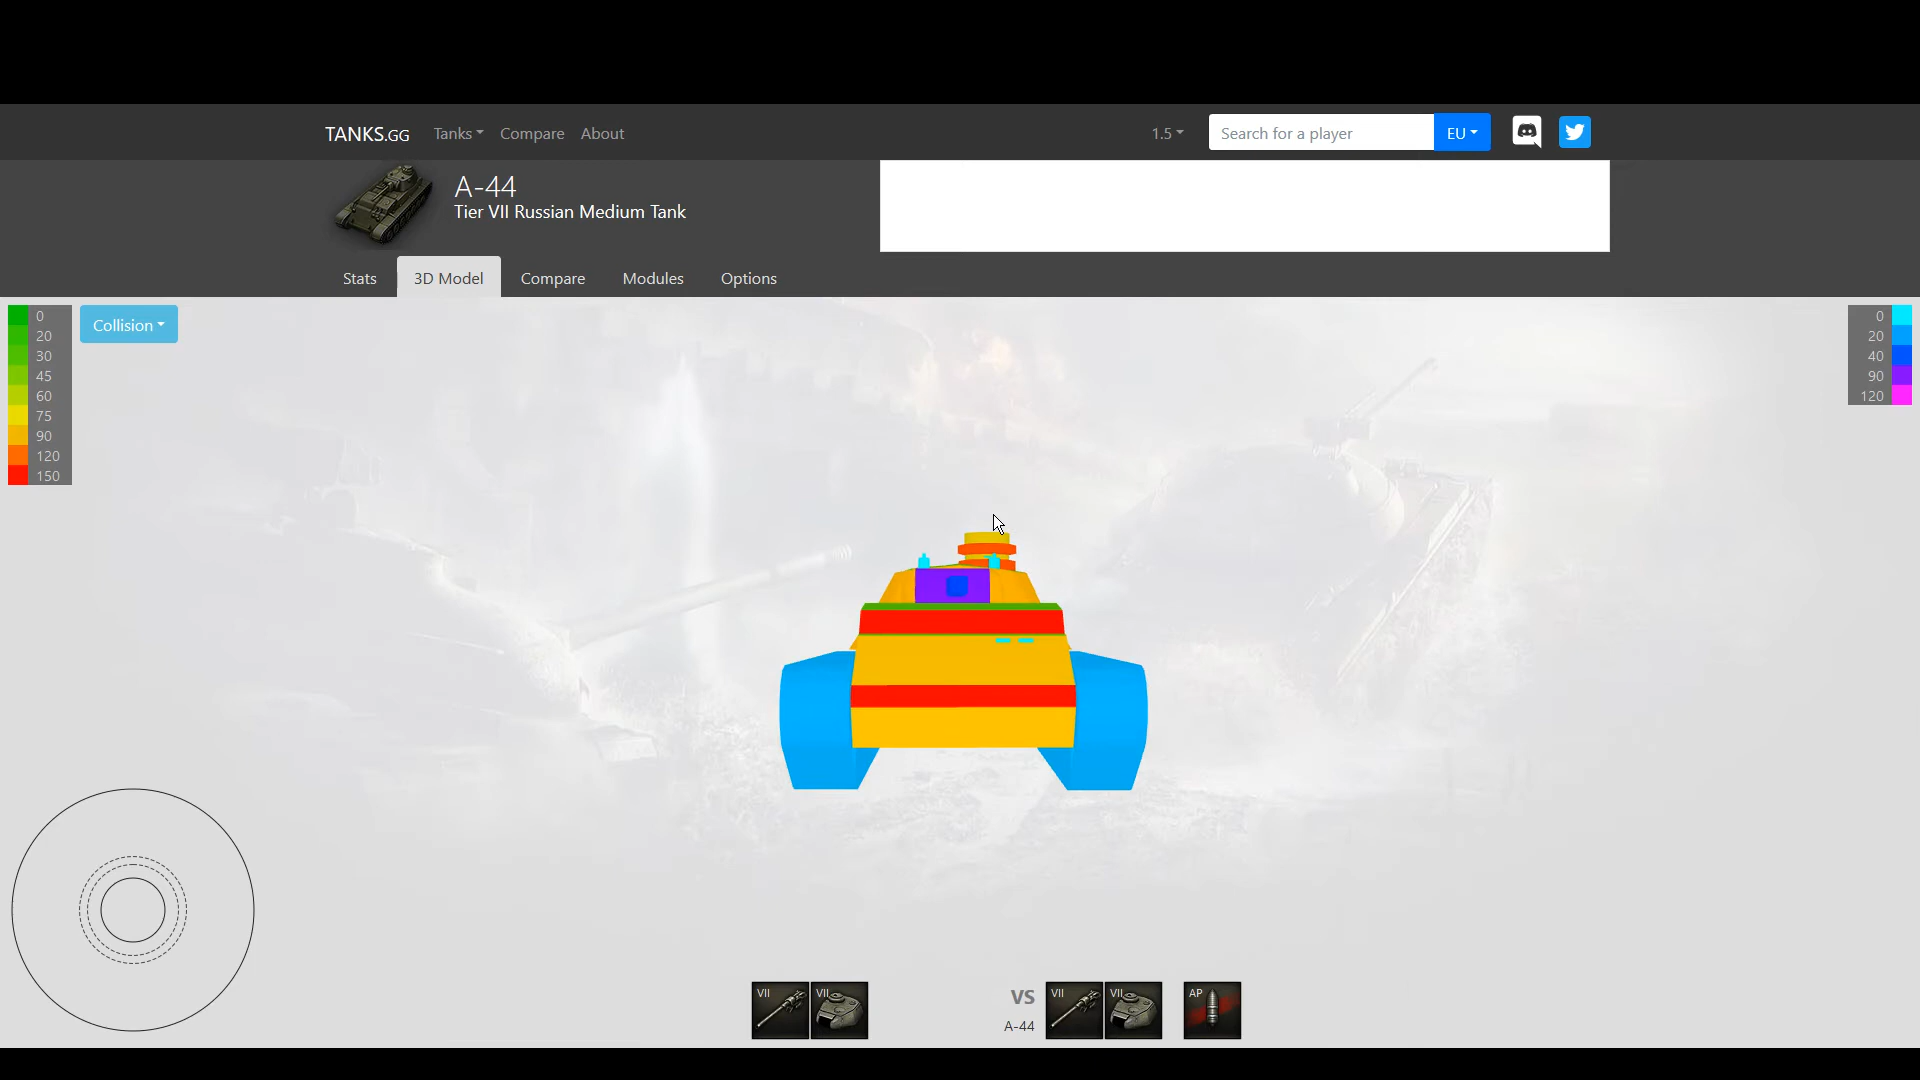 TANKS.GG Tanks Compare About 1.5 Search for a player EU
A-44
Tier VII Russian Medium Tank
Stats 3D Model Compare Modules Options
Collision
0
20
30
45
60
75
90
120
150
0
20
40
90
120
VII VII VS VII VII AP
A-44